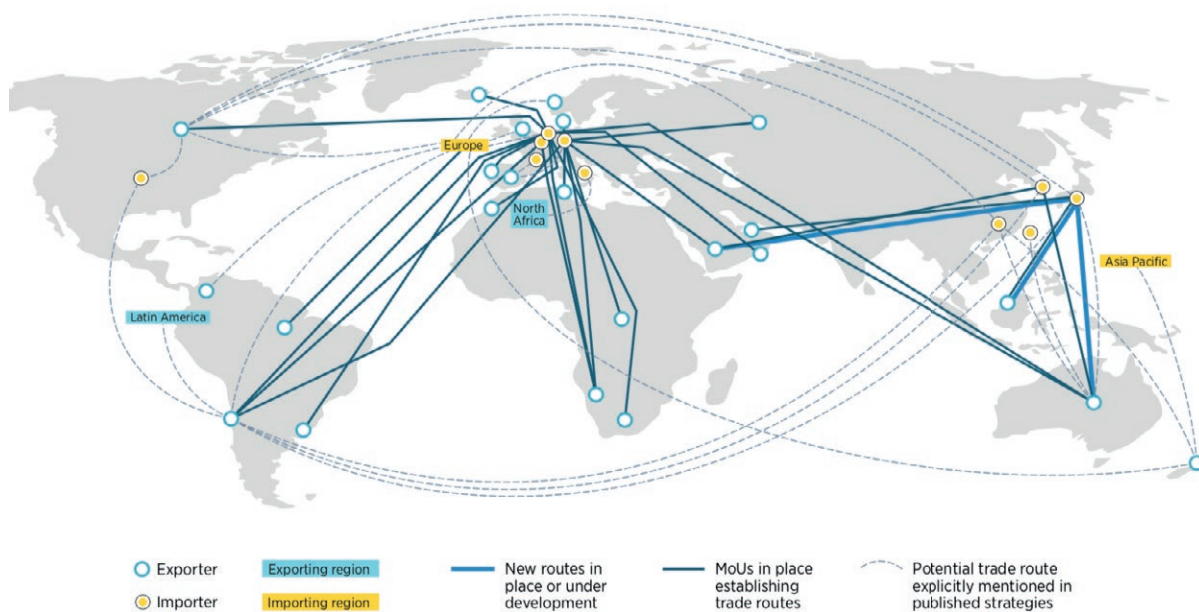 Europe
North
Africa
Asia Pacific
Latin America
Exporter
Exporting region
New routes in
place or under
development
MoUs in place
establishing
trade routes
Potential trade route
explicitly mentioned in
published strategies
Importer
Importing region